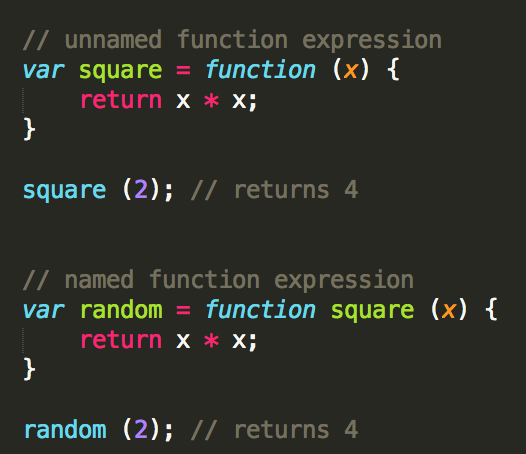 // unnamed function expression
var square = function (x) {
    return x * x;
}
square (2); // returns 4
// named function expression
var random = function square (x) {
    return x * x;
}
random (2); // returns 4